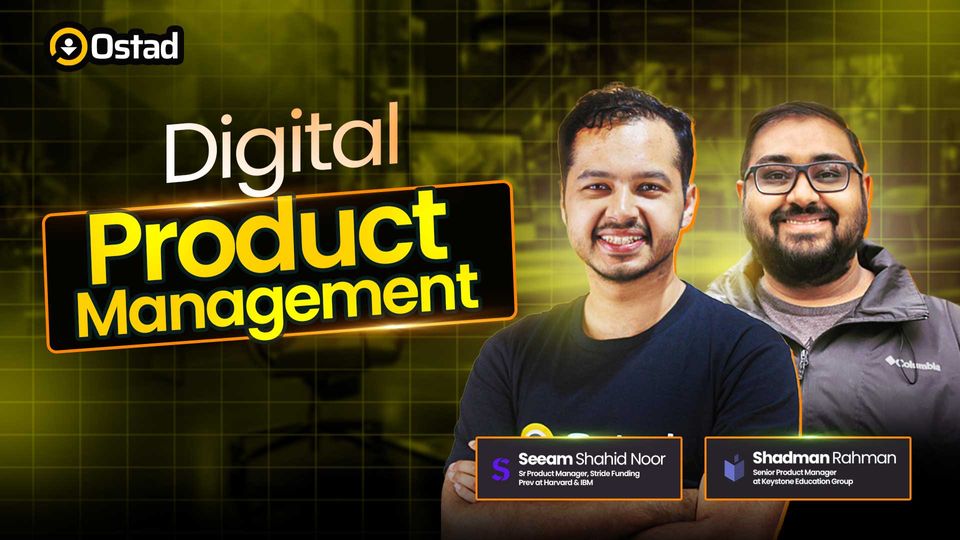 Ostad
Digital
Product
Management
Columbia
Seeam Shahid Noor
Sr Product Manager, Stride Funding
Prev at Harvard & IBM
Shadman Rahman
Senior Product Manager
at Keystone Education Group